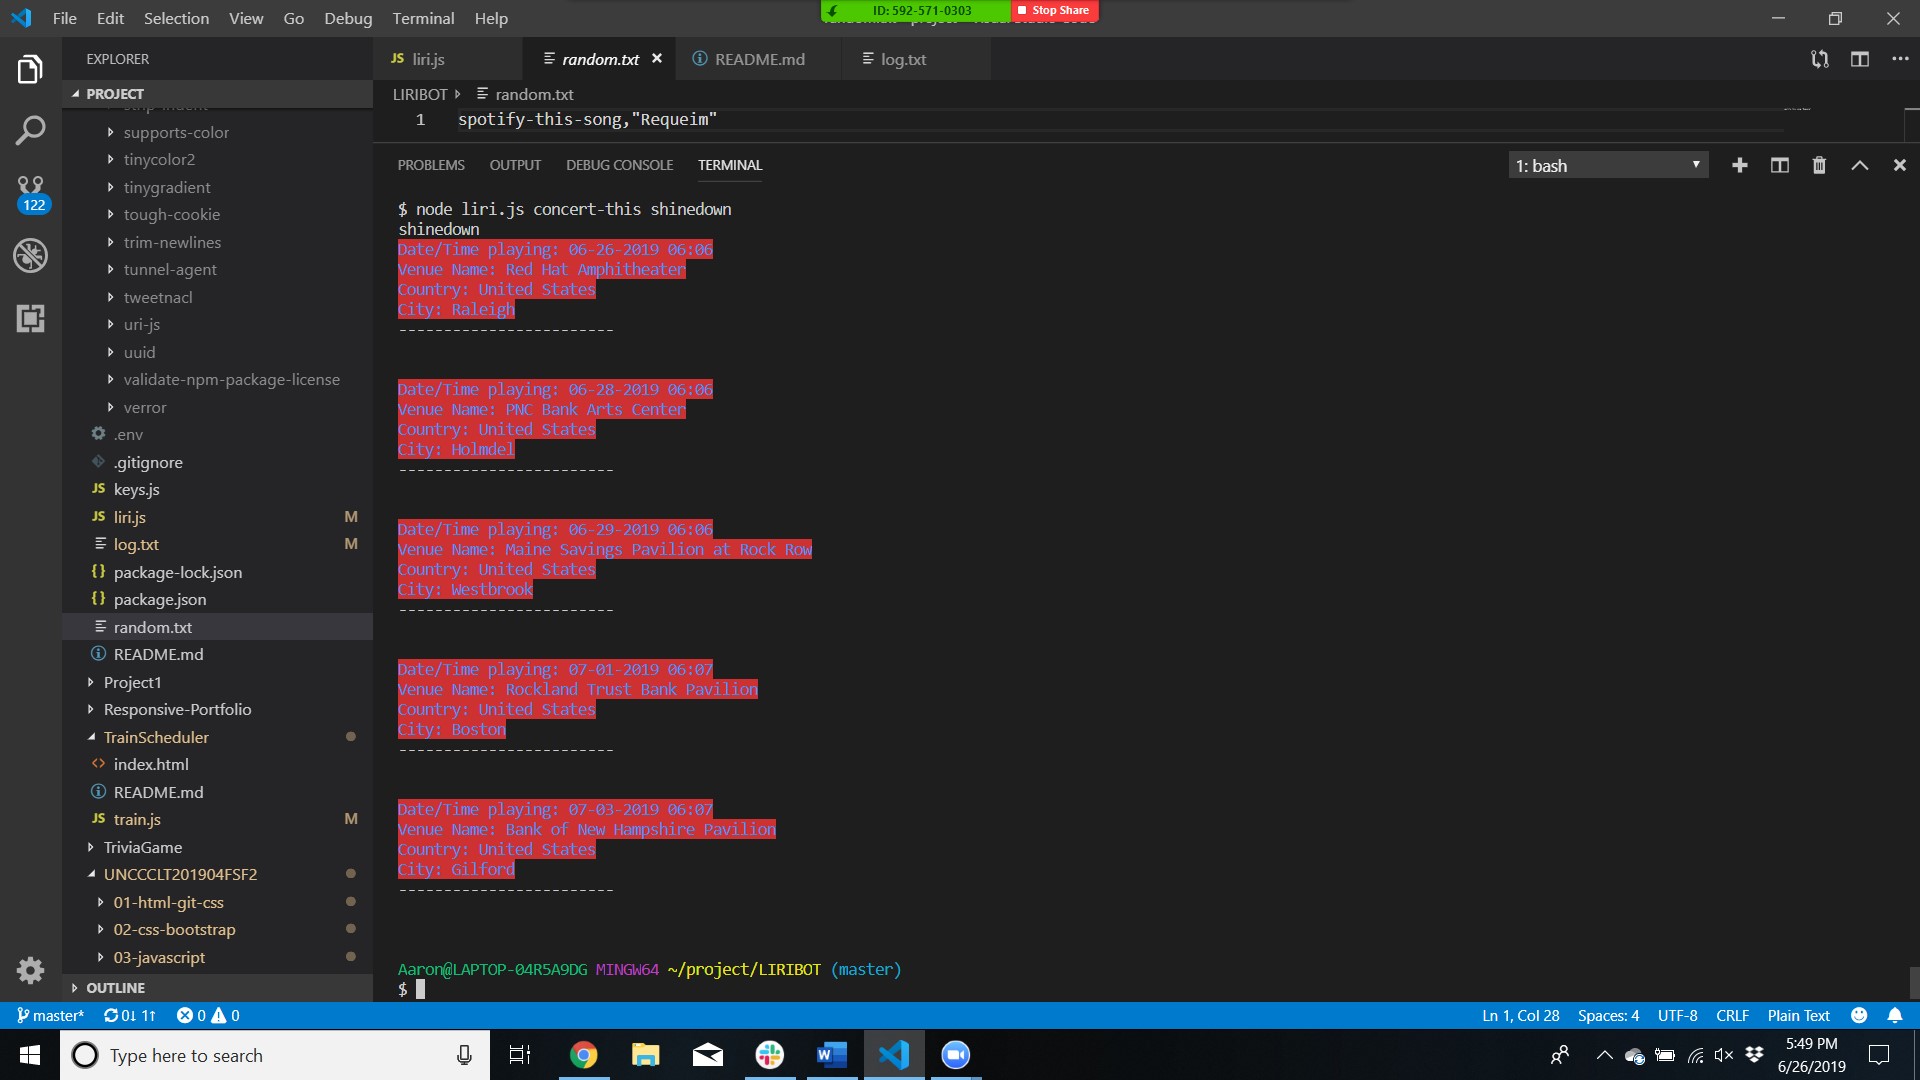 File Edit Selection View Go Debug Terminal Help
ID: 592-571-0303 Stop Share
EXPLORER
JS liri.js
random.txt
README.md
log.txt
PROJECT
supports-color
tinycolor2
tinygradient
tough-cookie
trim-newlines
tunnel-agent
tweetnacl
uri-js
uuid
validate-npm-package-license
verror
.env
.gitignore
JS keys.js
JS liri.js M
log.txt M
{} package-lock.json
{} package.json
random.txt
README.md
Project1
Responsive-Portfolio
TrainScheduler
<> index.html
README.md
JS train.js M
TriviaGame
UNCCCLT201904FSF2
01-html-git-css
02-css-bootstrap
03-javascript
OUTLINE
122
LIRIBOT random.txt
1 spotify-this-song,"Requeim"
PROBLEMS OUTPUT DEBUG CONSOLE TERMINAL
1: bash
$ node liri.js concert-this shinedown
shinedown
Date/Time playing: 06-26-2019 06:06
Venue Name: Red Hat Amphitheater
Country: United States
City: Raleigh
------------------------
Date/Time playing: 06-28-2019 06:06
Venue Name: PNC Bank Arts Center
Country: United States
City: Holmdel
------------------------
Date/Time playing: 06-29-2019 06:06
Venue Name: Maine Savings Pavilion at Rock Row
Country: United States
City: Westbrook
------------------------
Date/Time playing: 07-01-2019 06:07
Venue Name: Rockland Trust Bank Pavilion
Country: United States
City: Boston
------------------------
Date/Time playing: 07-03-2019 06:07
Venue Name: Bank of New Hampshire Pavilion
Country: United States
City: Gilford
------------------------
Aaron@LAPTOP-04R5A9DG MINGW64 ~/project/LIRIBOT (master)
$
master* 0↓ 1↑ 0 0
Ln 1, Col 28 Spaces: 4 UTF-8 CRLF Plain Text
Type here to search
5:49 PM
6/26/2019